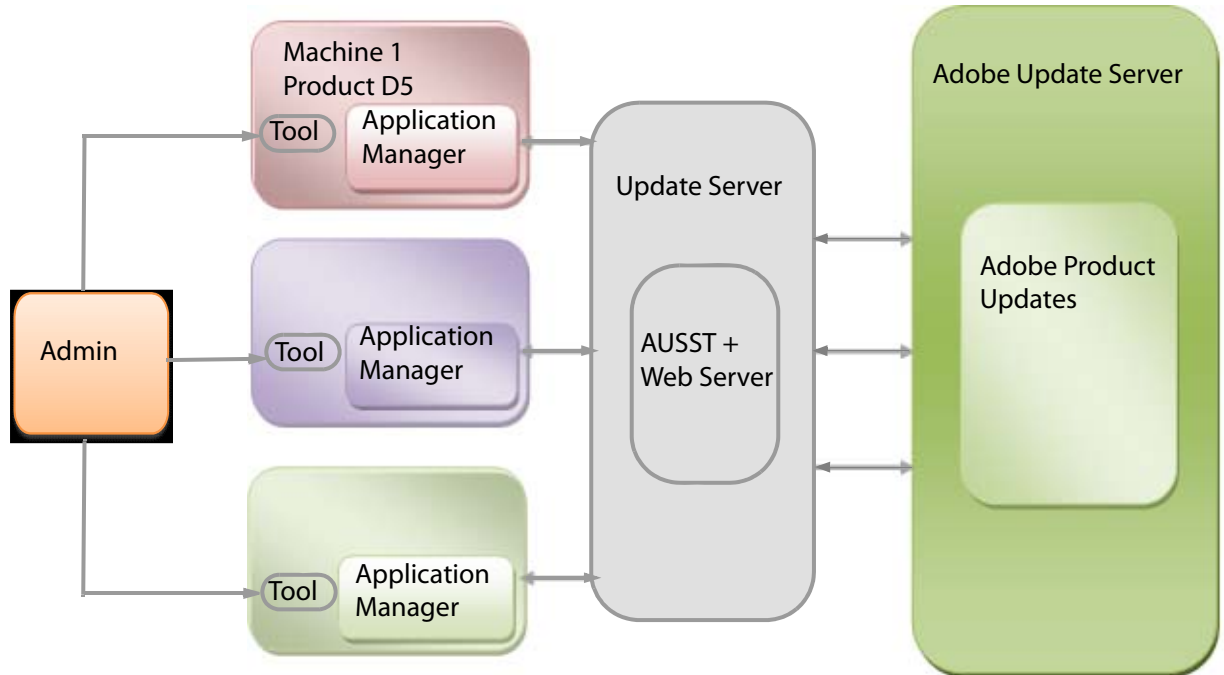 Machine 1
Product D5
Tool
Application
Manager
Adobe Update Server
Update Server
Adobe Product
Updates
Admin
Tool
Application
Manager
AUSST +
Web Server
Tool
Application
Manager